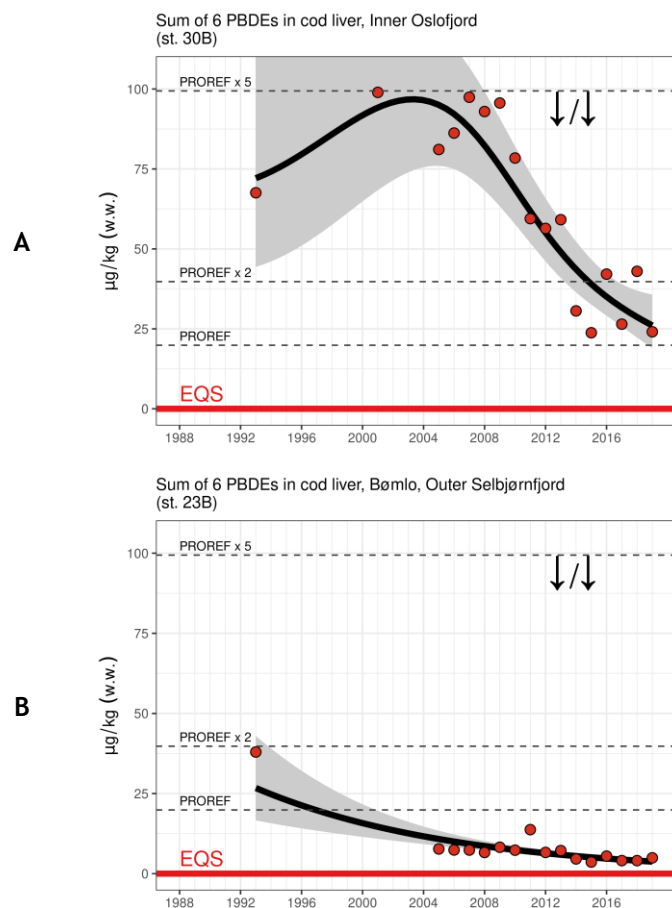 Sum of 6 PBDEs in cod liver, Inner Oslofjord
(st. 30B)
A
µg/kg (w.w.)
100
75
50
25
0
PROREF x 5
↓/↓
PROREF x 2
PROREF
EQS
1988 1992 1996 2000 2004 2008 2012 2016
Sum of 6 PBDEs in cod liver, Bømlo, Outer Selbjørnfjord
(st. 23B)
B
µg/kg (w.w.)
100
75
50
25
0
PROREF x 5
↓/↓
PROREF x 2
PROREF
EQS
1988 1992 1996 2000 2004 2008 2012 2016